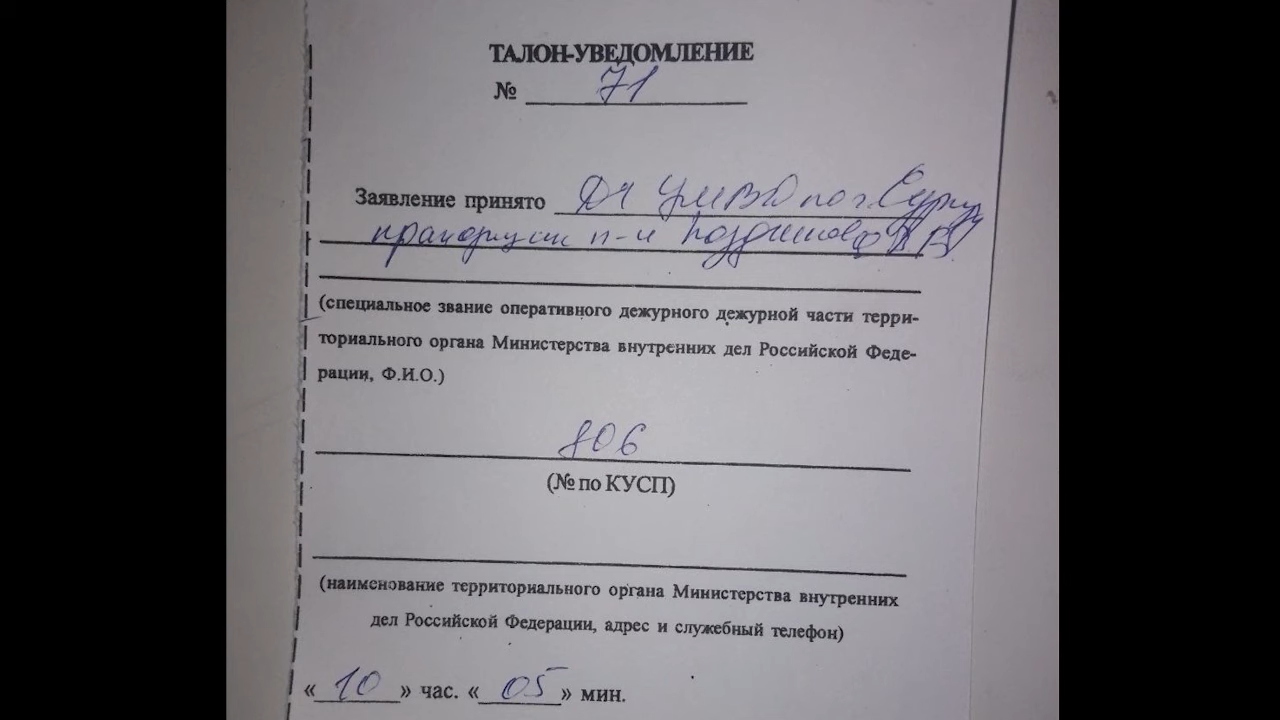 ТАЛОН-УВЕДОМЛЕНИЕ
№ 71
Заявление принято ДЧ УМВД по г. Сургу
п-и
(специальное звание оперативного дежурного дежурной части терри-
ториального органа Министерства внутренних дел Российской Феде-
рации, Ф.И.О.)
806
(№ по КУСП)
(наименование территориального органа Министерства внутренних
дел Российской Федерации, адрес и служебный телефон)
« 10 » час. « 05 » мин.